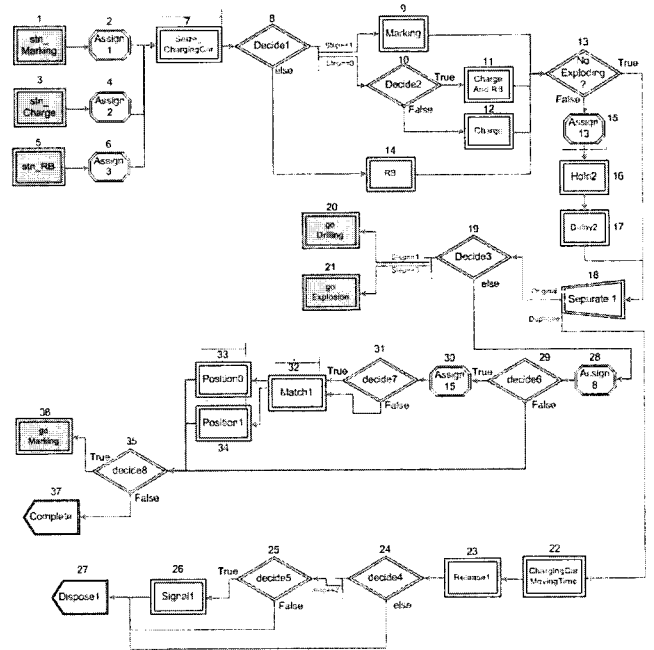 1
2
stn_
Marking
Assign
1
3
4
stn_
Charge
Assign
2
5
6
stn_RB
Assign
3
7
Seize_
ChargingCar
8
Decide1
else
9
Marking
10
Decide2
True
False
11
Charge
And RB
12
Charge
14
RB
13
No
Exploding
?
True
False
Assign
13
15
Hold2
16
Delay2
17
18
Separate 1
Original
Duplicate
19
Decide3
else
20
go
Drilling
21
go
Explosion
28
Assign
8
29
decide6
True
False
30
Assign
15
31
decide7
True
False
32
Match1
33
Position0
Position1
34
35
decide8
True
False
36
go
Marking
37
Complete
22
ChargingCar
MovingTime
23
Release1
24
decide4
else
25
decide5
True
False
26
Signal1
27
Dispose1